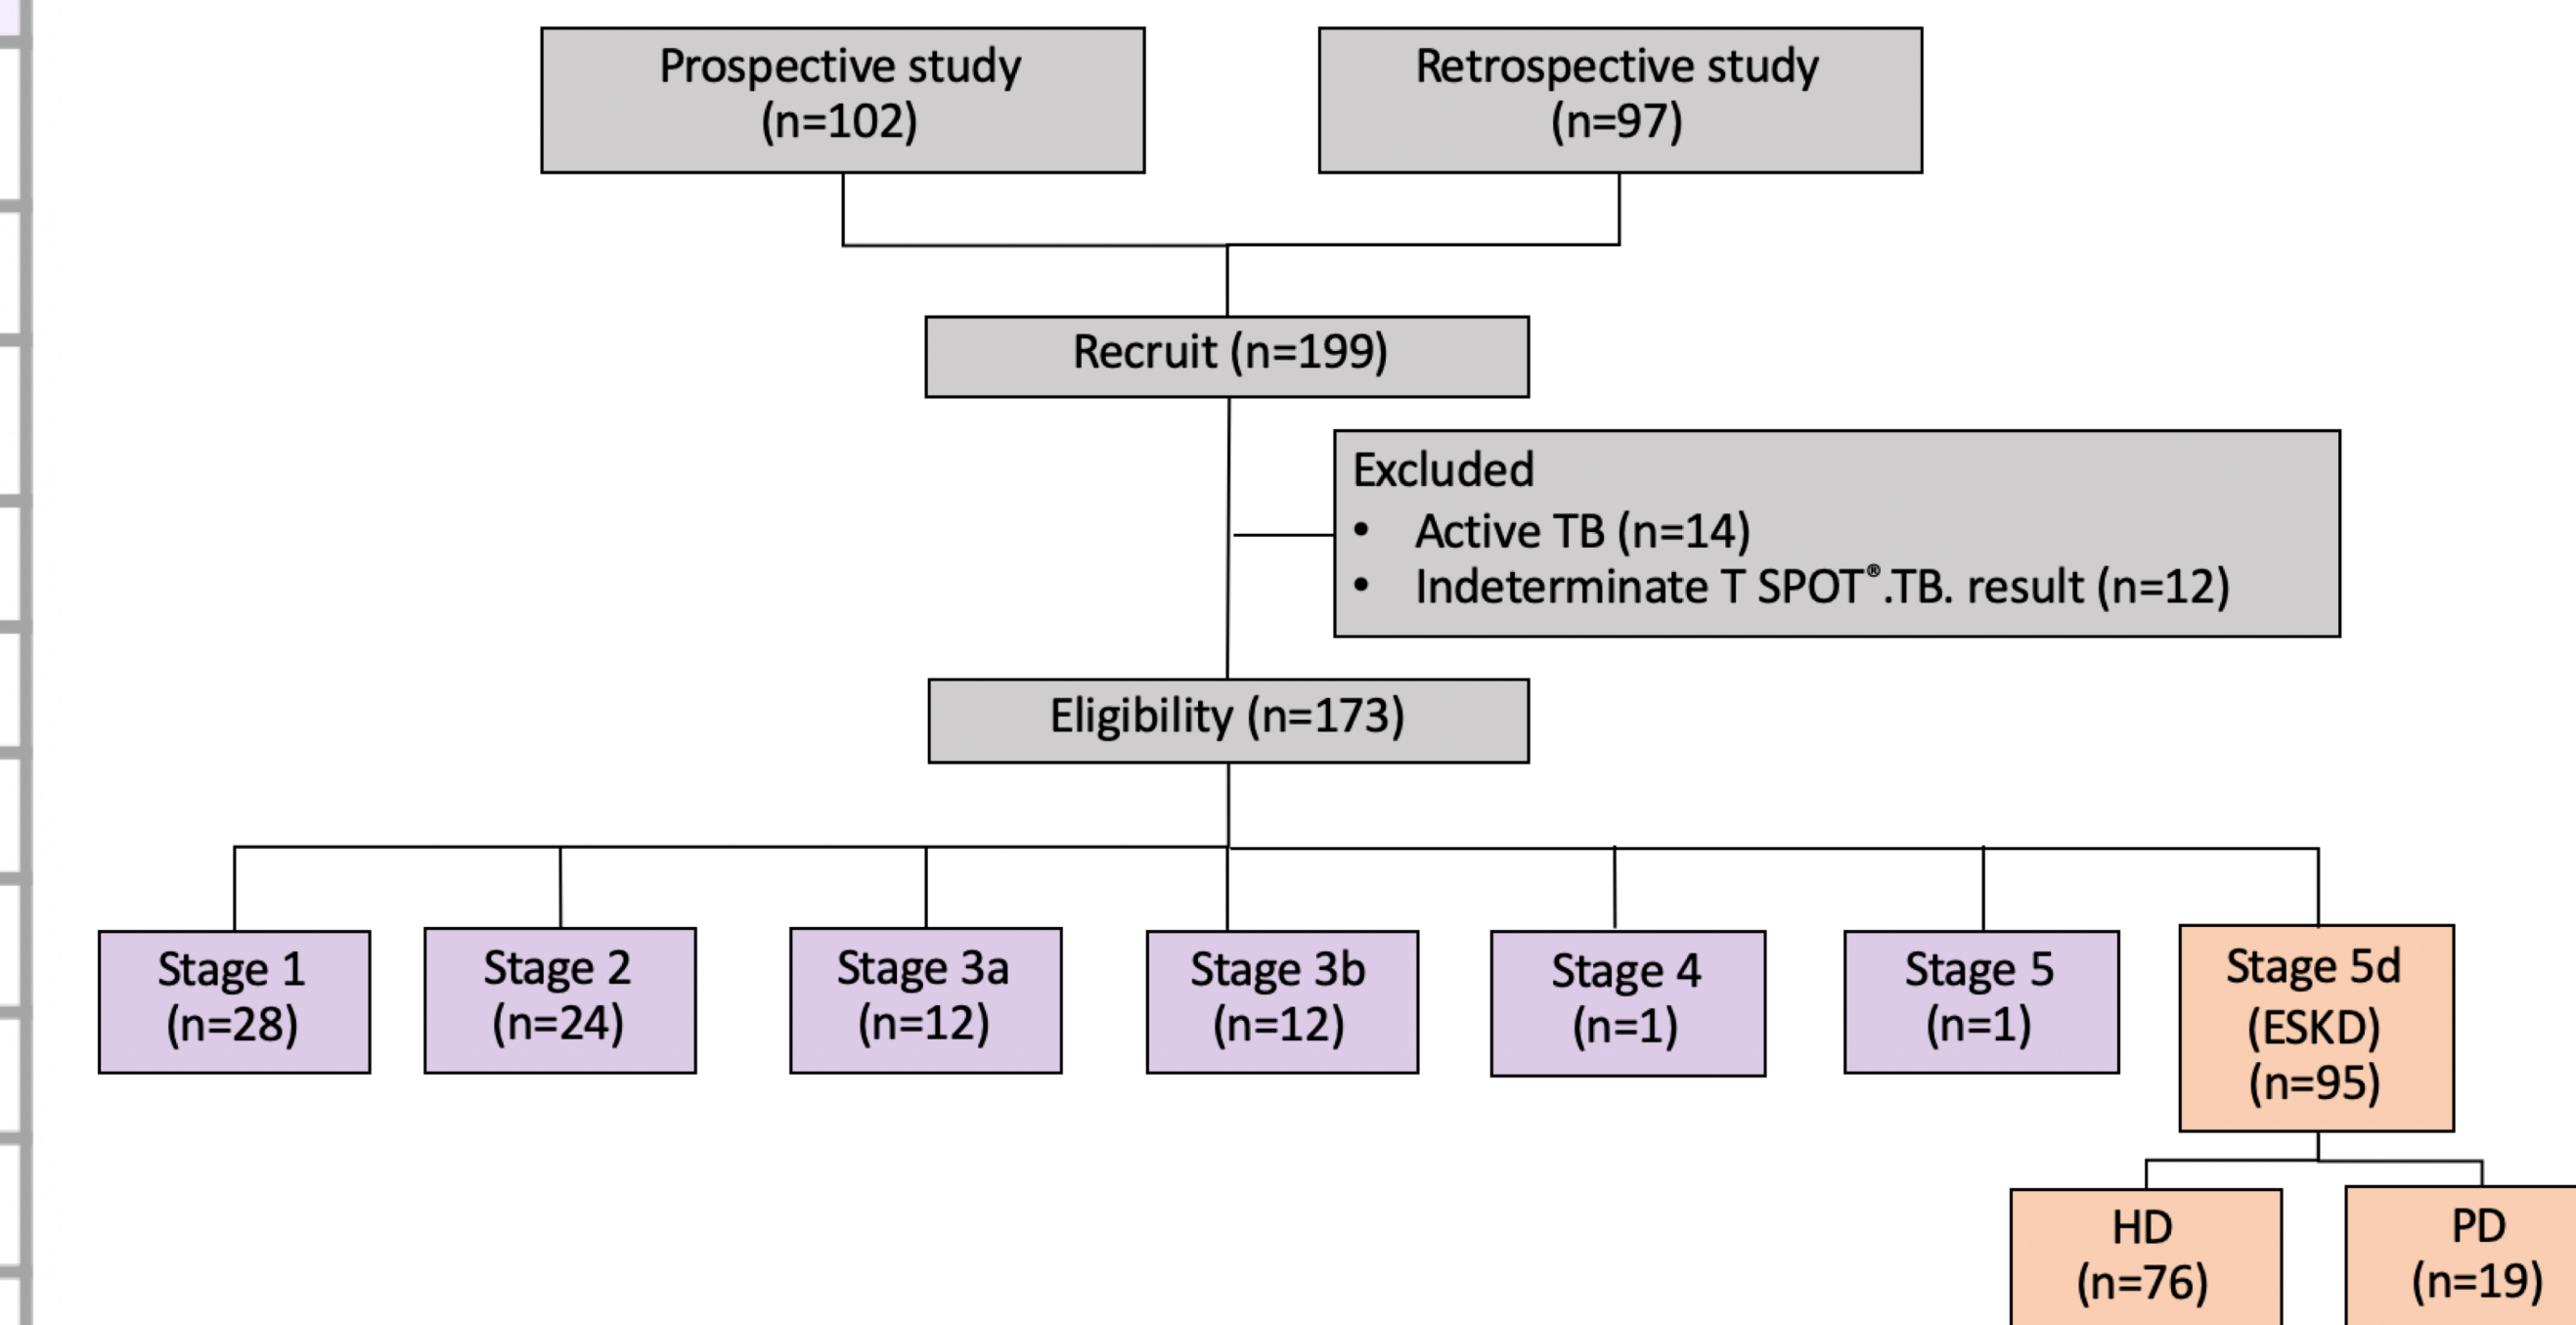 Prospective study
(n=102)
Retrospective study
(n=97)
Recruit (n=199)
Excluded
• Active TB (n=14)
• Indeterminate T SPOT®.TB. result (n=12)
Eligibility (n=173)
Stage 1
(n=28)
Stage 2
(n=24)
Stage 3a
(n=12)
Stage 3b
(n=12)
Stage 4
(n=1)
Stage 5
(n=1)
Stage 5d
(ESKD)
(n=95)
HD
(n=76)
PD
(n=19)